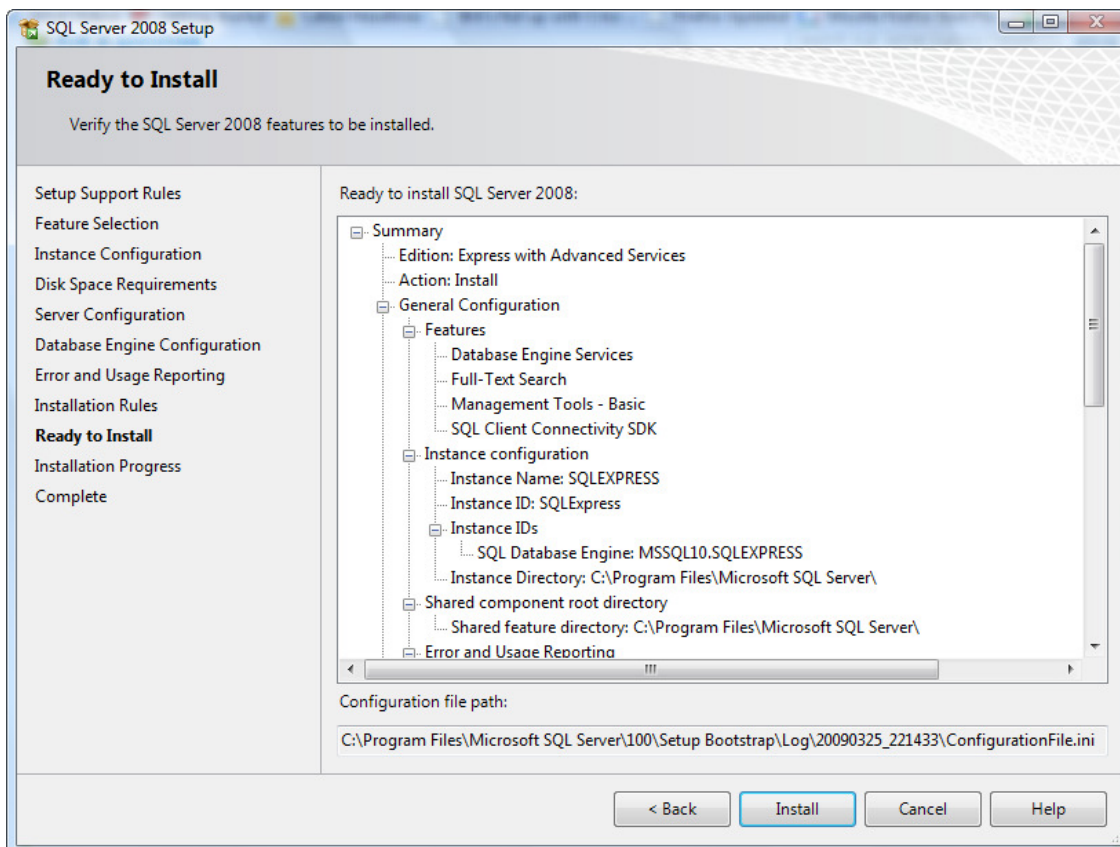 SQL Server 2008 Setup
Ready to Install
Verify the SQL Server 2008 features to be installed.
Setup Support Rules
Feature Selection
Instance Configuration
Disk Space Requirements
Server Configuration
Database Engine Configuration
Error and Usage Reporting
Installation Rules
Ready to Install
Installation Progress
Complete
Ready to install SQL Server 2008:
Summary
Edition: Express with Advanced Services
Action: Install
General Configuration
Features
Database Engine Services
Full-Text Search
Management Tools - Basic
SQL Client Connectivity SDK
Instance configuration
Instance Name: SQLEXPRESS
Instance ID: SQLExpress
Instance IDs
SQL Database Engine: MSSQL10.SQLEXPRESS
Instance Directory: C:\Program Files\Microsoft SQL Server\
Shared component root directory
Shared feature directory: C:\Program Files\Microsoft SQL Server\
Error and Usage Reporting
Configuration file path:
C:\Program Files\Microsoft SQL Server\100\Setup Bootstrap\Log\20090325_221433\ConfigurationFile.ini
< Back
Install
Cancel
Help